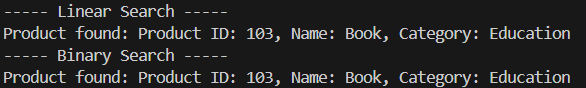 ----- Linear Search -----
Product found: Product ID: 103, Name: Book, Category: Education
----- Binary Search -----
Product found: Product ID: 103, Name: Book, Category: Education